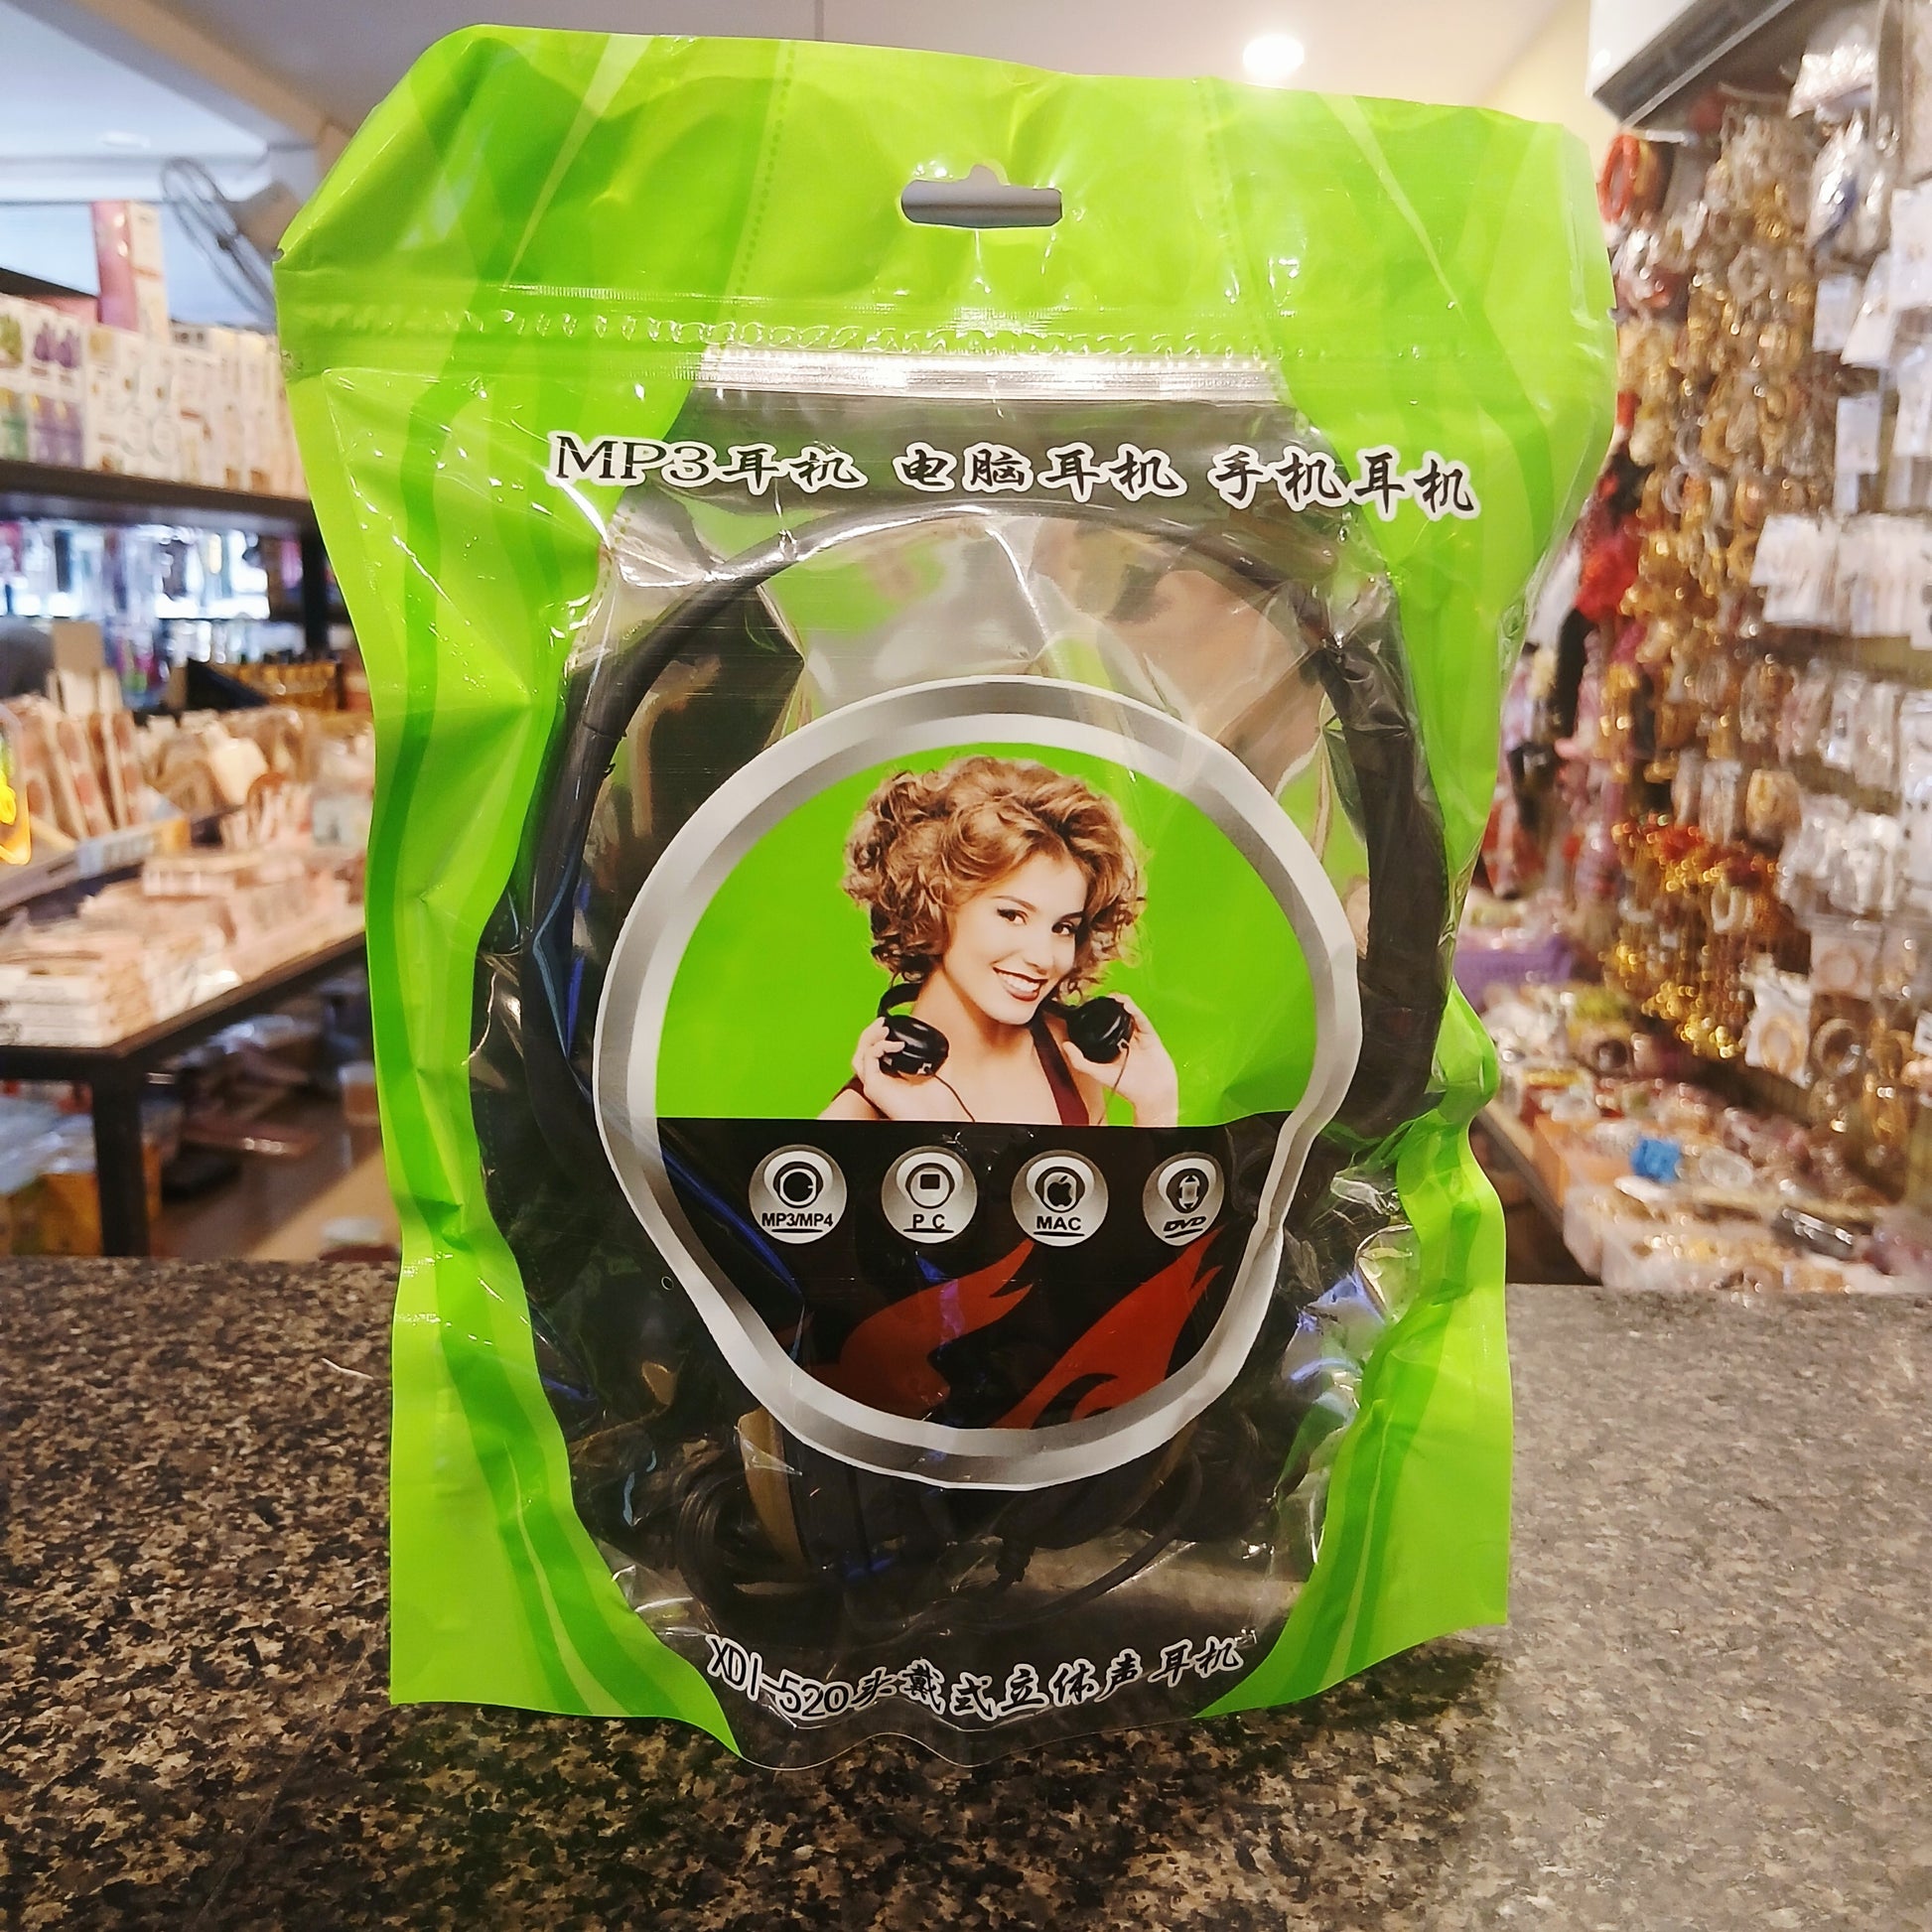 MP3耳机 电脑耳机 手机耳机
MP3/MP4
PC
MAC
DVD
XDI-520头戴式立体声耳机